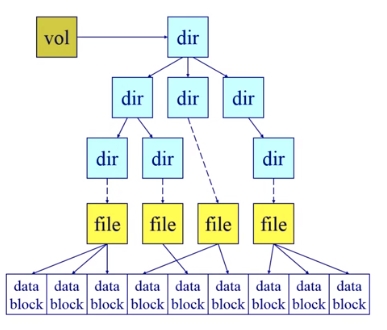 vol dir
dir dir dir
dir dir dir
file file file file
data data data data data data data data data
block block block block block block block block block